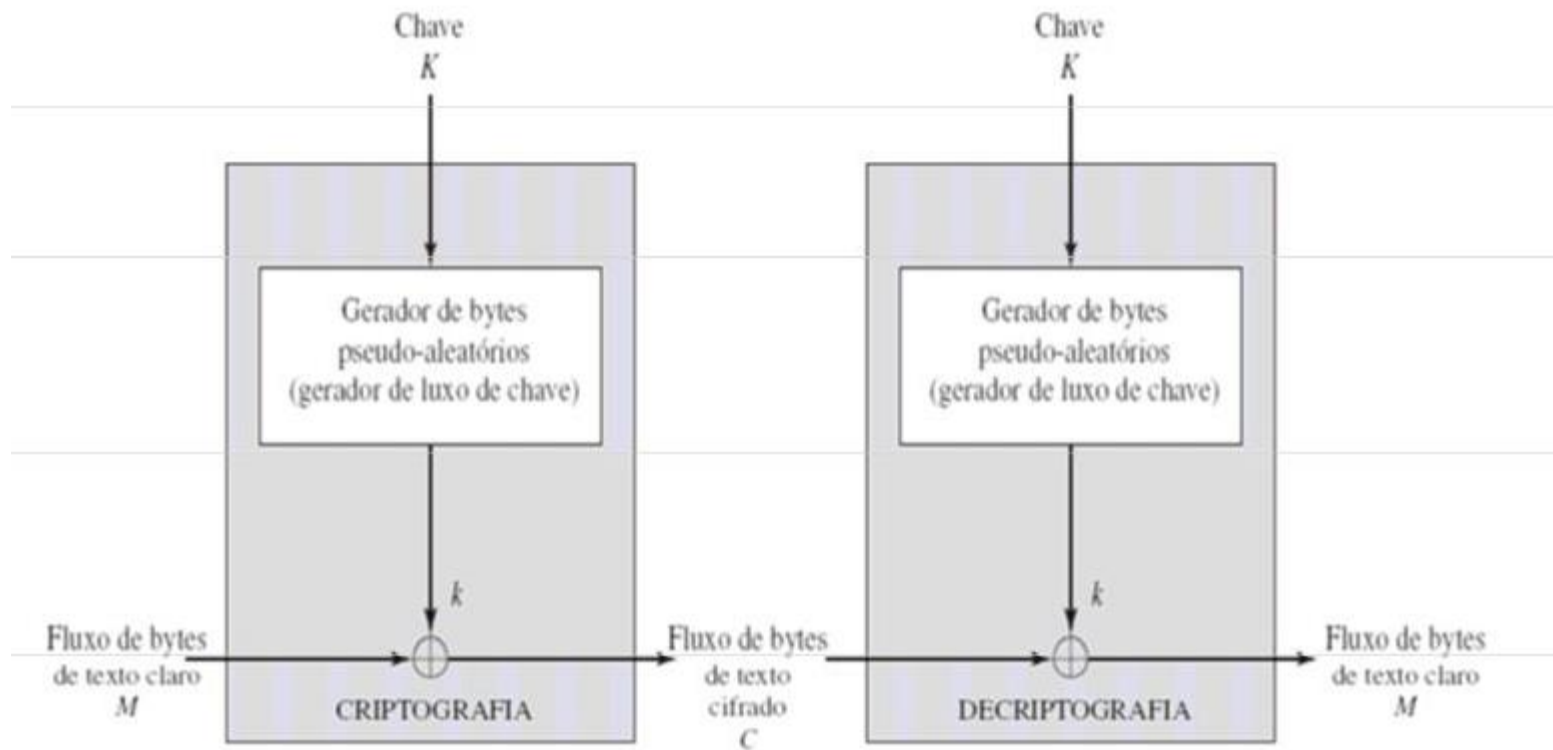 Chave
K
Chave
K
Gerador de bytes
pseudo-aleatórios
(gerador de luxo de chave)
Gerador de bytes
pseudo-aleatórios
(gerador de luxo de chave)
k
k
Fluxo de bytes
de texto claro
M
CRIPTOGRAFIA
Fluxo de bytes
de texto
cifrado
C
DECRIPTOGRAFIA
Fluxo de bytes
de texto claro
M